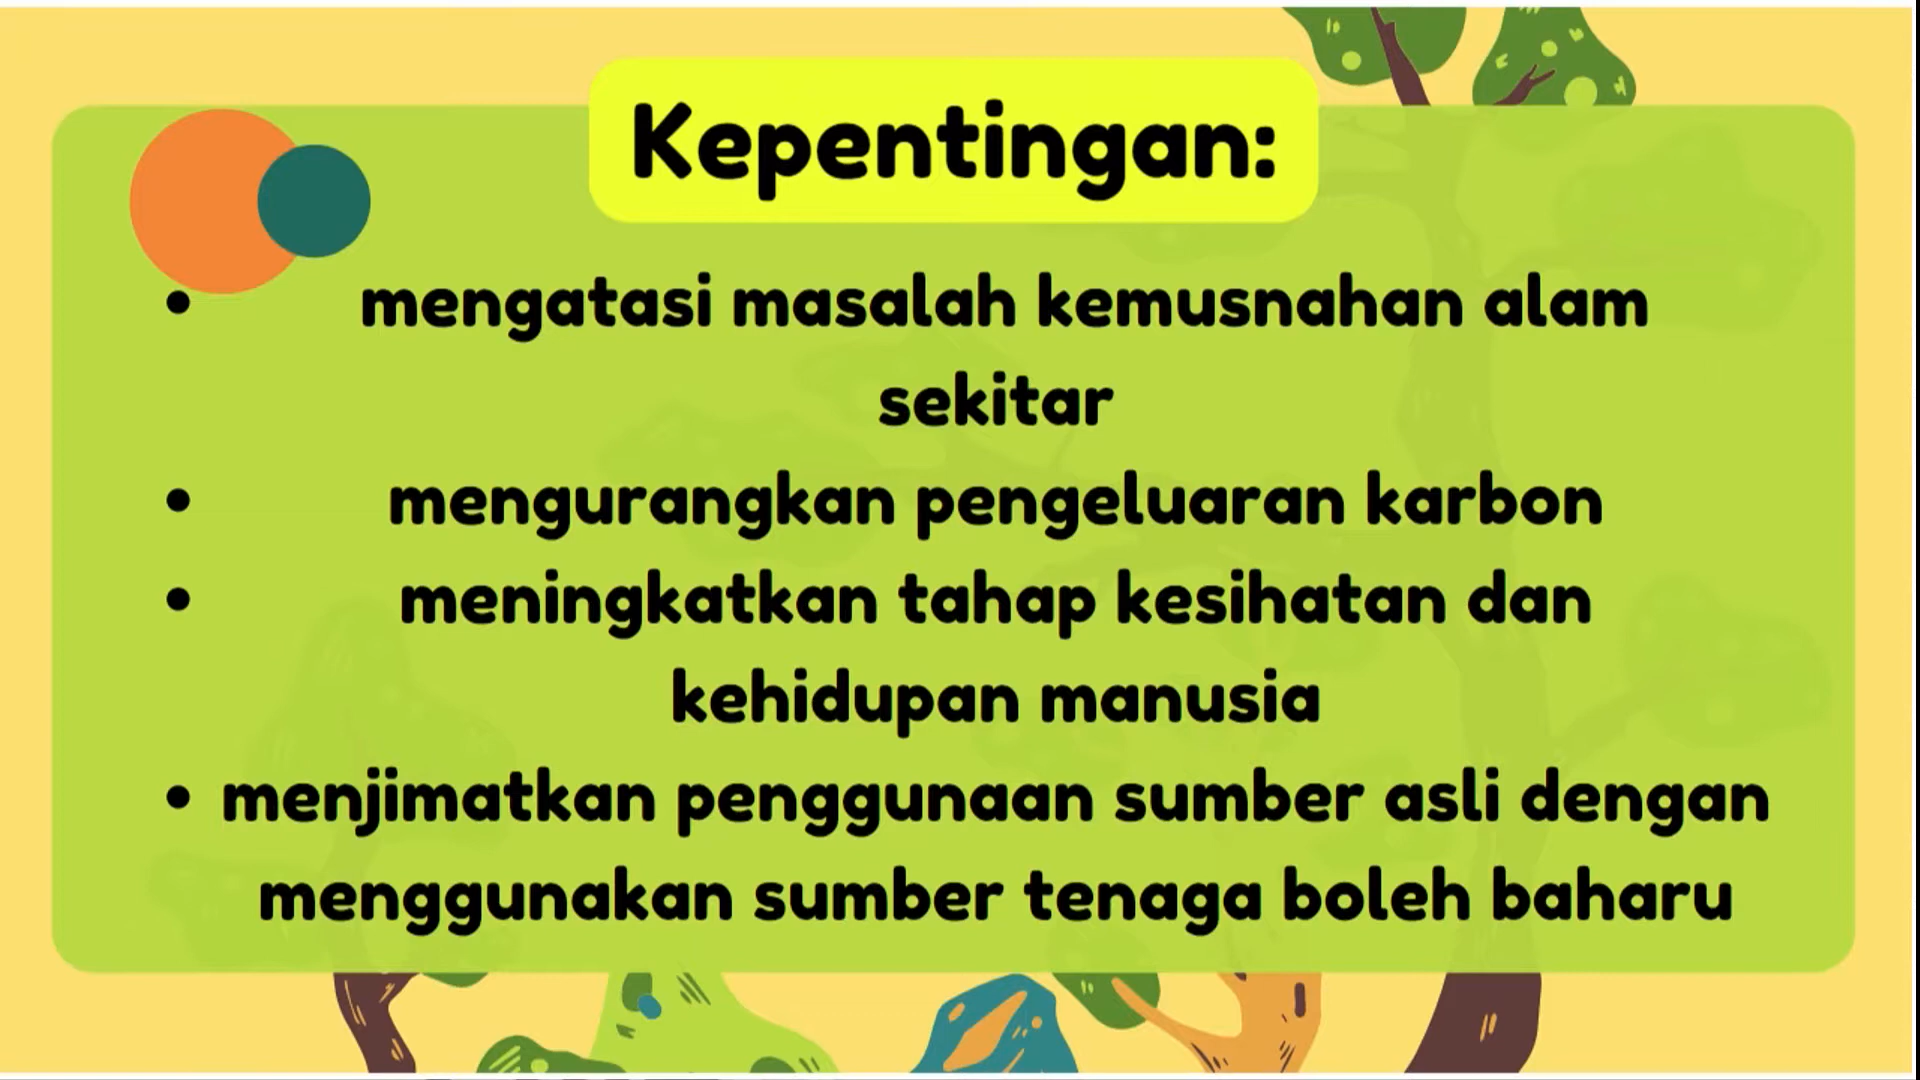 Kepentingan:
• mengatasi masalah kemusnahan alam
sekitar
• mengurangkan pengeluaran karbon
• meningkatkan tahap kesihatan dan
kehidupan manusia
• menjimatkan penggunaan sumber asli dengan
menggunakan sumber tenaga boleh baharu